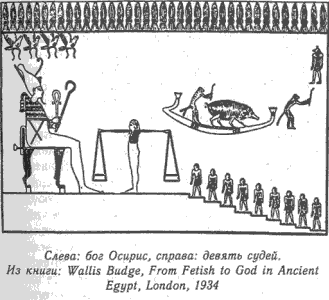 Слева: бог Осирис, справа: девять судей.
Из книги: Wallis Budge, From Fetish to God in Ancient
Egypt, London, 1934